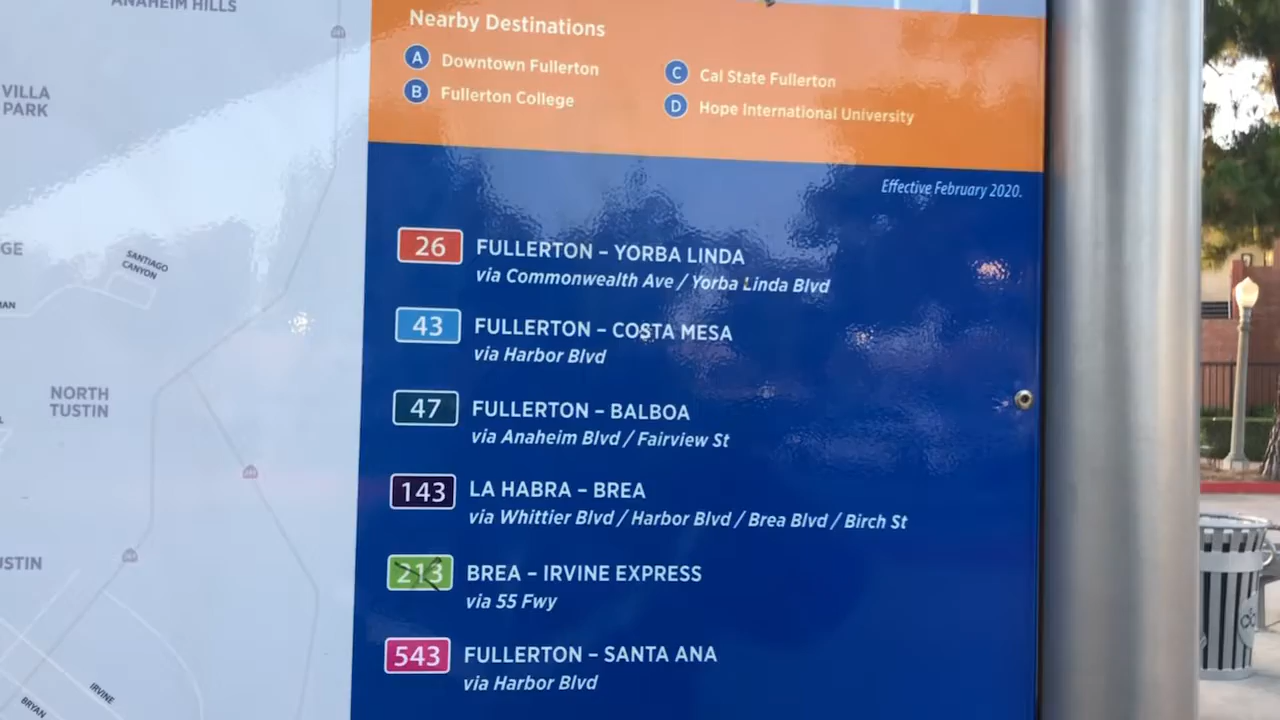 ANAHEIM HILLS
VILLA
PARK
SANTIAGO
CANYON
NORTH
TUSTIN
IRVINE
BRYAN
Nearby Destinations
A Downtown Fullerton
B Fullerton College
C Cal State Fullerton
D Hope International University
Effective February 2020.
26 FULLERTON – YORBA LINDA
via Commonwealth Ave / Yorba Linda Blvd
43 FULLERTON – COSTA MESA
via Harbor Blvd
47 FULLERTON – BALBOA
via Anaheim Blvd / Fairview St
143 LA HABRA – BREA
via Whittier Blvd / Harbor Blvd / Brea Blvd / Birch St
213 BREA – IRVINE EXPRESS
via 55 Fwy
543 FULLERTON – SANTA ANA
via Harbor Blvd